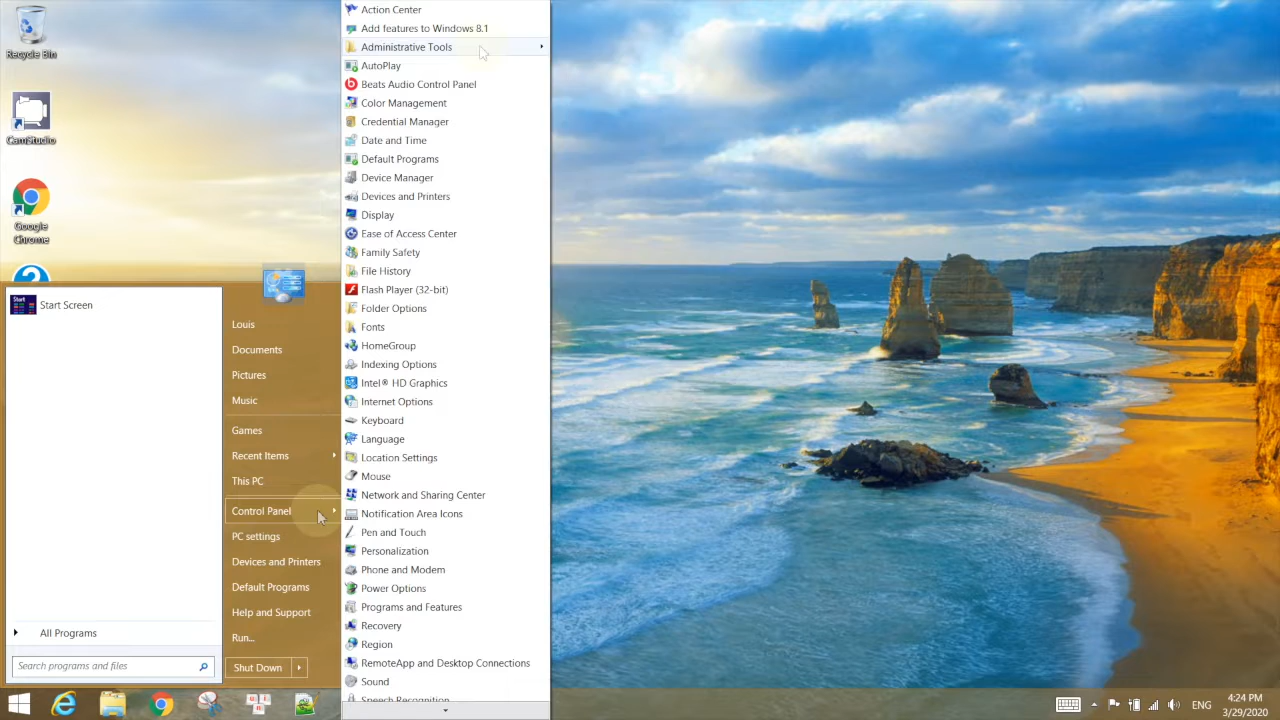 Recycle Bin
CamStudio
Google
Chrome
Start Screen
All Programs
Search programs and files
Louis
Documents
Pictures
Music
Games
Recent Items
This PC
Control Panel
PC settings
Devices and Printers
Default Programs
Help and Support
Run...
Shut Down
Action Center
Add features to Windows 8.1
Administrative Tools
AutoPlay
Beats Audio Control Panel
Color Management
Credential Manager
Date and Time
Default Programs
Device Manager
Devices and Printers
Display
Ease of Access Center
Family Safety
File History
Flash Player (32-bit)
Folder Options
Fonts
HomeGroup
Indexing Options
Intel® HD Graphics
Internet Options
Keyboard
Language
Location Settings
Mouse
Network and Sharing Center
Notification Area Icons
Pen and Touch
Personalization
Phone and Modem
Power Options
Programs and Features
Recovery
Region
RemoteApp and Desktop Connections
Sound
Speech Recognition
ENG
4:24 PM
3/29/2020